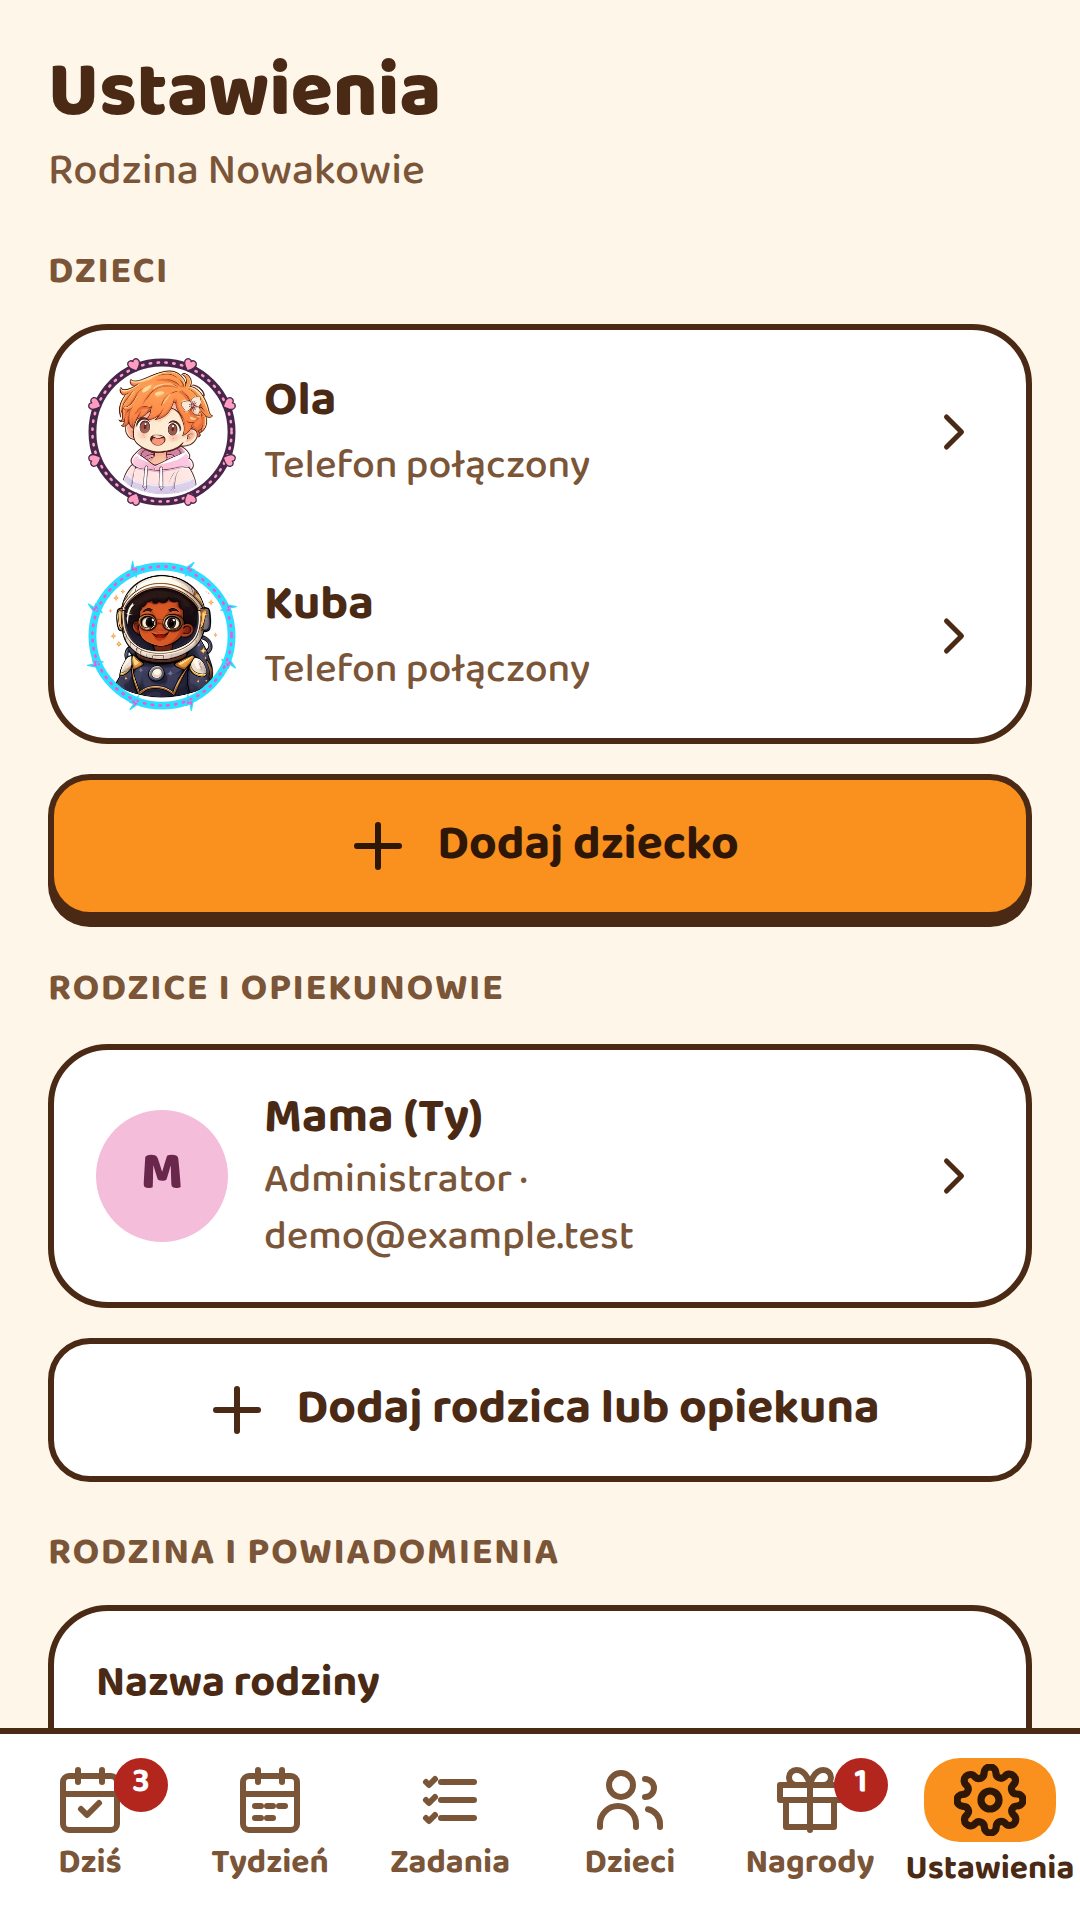 Ustawienia
Rodzina Nowakowie
DZIECI
Ola
Telefon połączony
Kuba
Telefon połączony
Dodaj dziecko
RODZICE I OPIEKUNOWIE
M
Mama (Ty)
Administrator ·
demo@example.test
Dodaj rodzica lub opiekuna
RODZINA I POWIADOMIENIA
Nazwa rodziny
3
1
Dziś
Tydzień
Zadania
Dzieci
Nagrody
Ustawienia